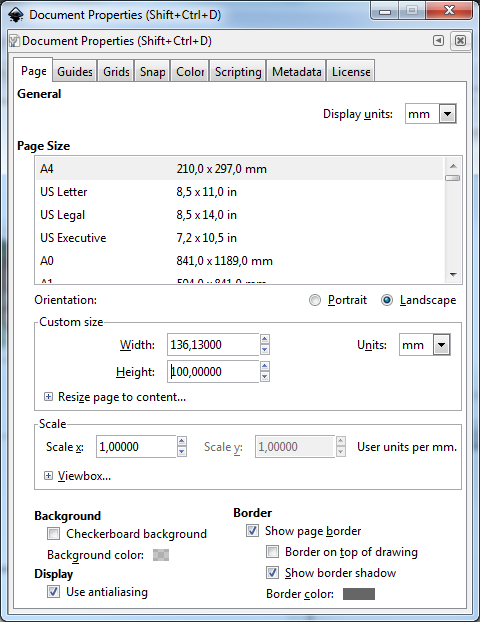 Document Properties (Shift+Ctrl+D)
Document Properties (Shift+Ctrl+D)
Page Guides Grids Snap Color Scripting Metadata License
General
Display units: mm
Page Size
A4 210,0 x 297,0 mm
US Letter 8,5 x 11,0 in
US Legal 8,5 x 14,0 in
US Executive 7,2 x 10,5 in
A0 841,0 x 1189,0 mm
A1 594,0 x 841,0 mm
Orientation: Portrait Landscape
Custom size
Width: 136,13000 Units: mm
Height: 100,00000
Resize page to content...
Scale
Scale x: 1,00000 Scale y: 1,00000 User units per mm.
Viewbox...
Background
Checkerboard background
Background color:
Display
Use antialiasing
Border
Show page border
Border on top of drawing
Show border shadow
Border color: